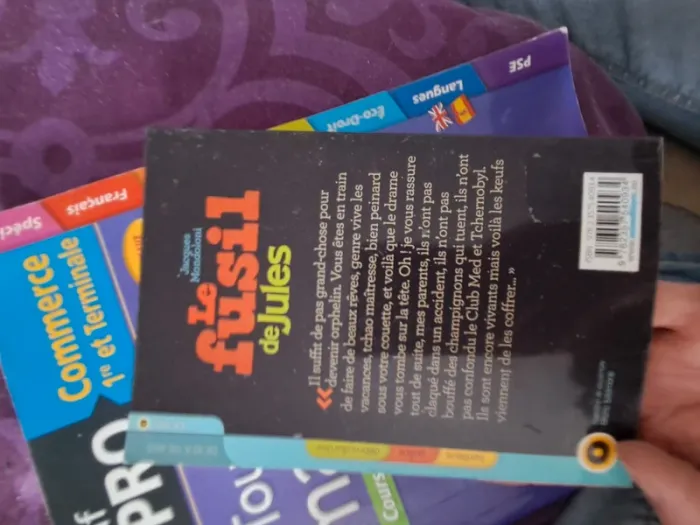 Jacques
Mondoloni
Le
fusil
de Jules
« Il suffit de pas grand-chose pour
devenir orphelin. Vous êtes en train
de faire de beaux rêves, genre vive les
vacances, tchao maîtresse, bien peinard
sous votre couette, et voilà que le drame
vous tombe sur la tête. Oh ! je vous rassure
tout de suite, mes parents, ils n'ont pas
claqué dans un accident, ils n'ont pas
bouffé des champignons qui tuent, ils n'ont
pas confondu le Club Med et Tchernobyl.
Ils sont encore vivants mais voilà les keufs
viennent de les coffrer... »
Spéci
Français
Éco-Droit
Langues
PSE
Commerce
1re et Terminale
PRO
Tou
Cours